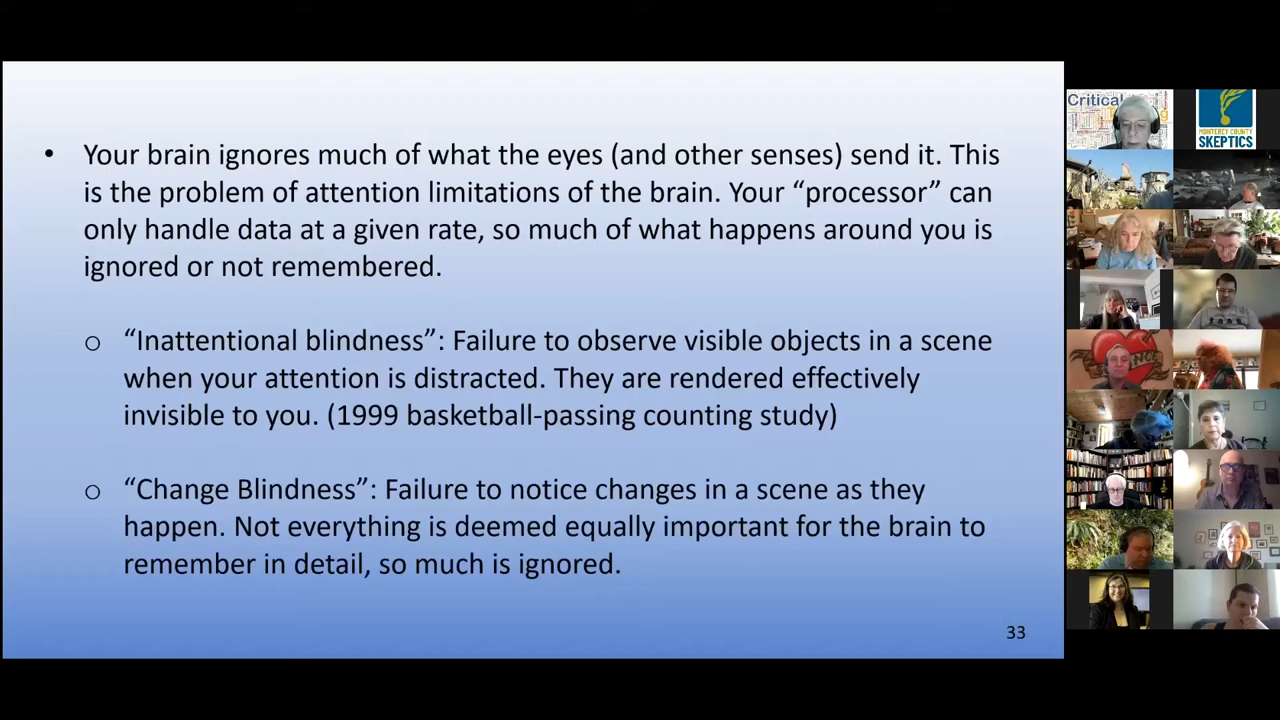 • Your brain ignores much of what the eyes (and other senses) send it. This
is the problem of attention limitations of the brain. Your “processor” can
only handle data at a given rate, so much of what happens around you is
ignored or not remembered.
o “Inattentional blindness”: Failure to observe visible objects in a scene
when your attention is distracted. They are rendered effectively
invisible to you. (1999 basketball-passing counting study)
o “Change Blindness”: Failure to notice changes in a scene as they
happen. Not everything is deemed equally important for the brain to
remember in detail, so much is ignored.
33
Critical
MONTEREY COUNTY
SKEPTICS